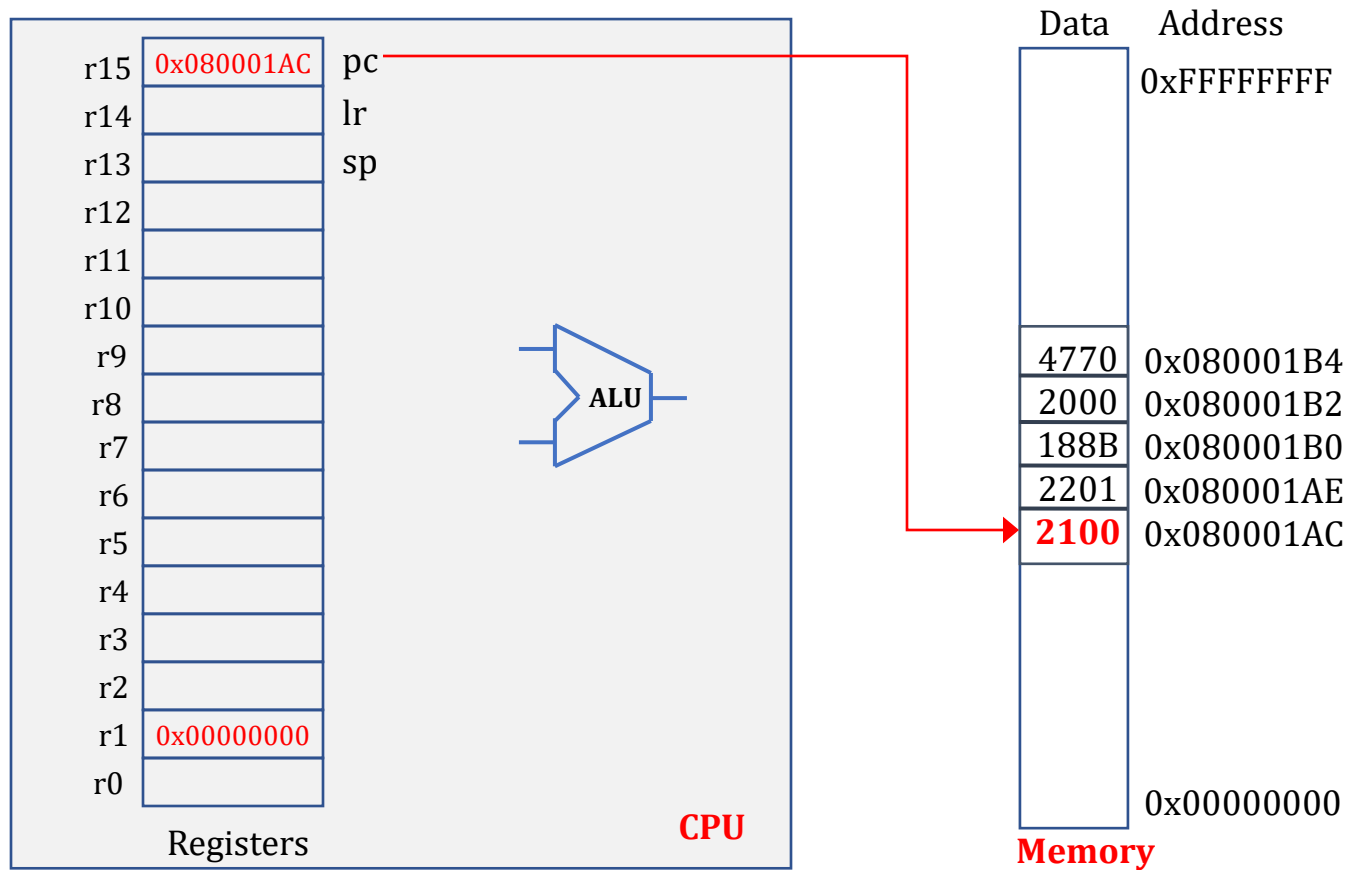 Data Address
r15 0x080001AC pc
0xFFFFFFFF
r14 lr
r13 sp
r12
r11
r10
r9
4770 0x080001B4
r8
ALU
2000 0x080001B2
r7
188B 0x080001B0
r6
2201 0x080001AE
r5
2100 0x080001AC
r4
r3
r2
r1 0x00000000
r0
0x00000000
Registers
CPU
Memory